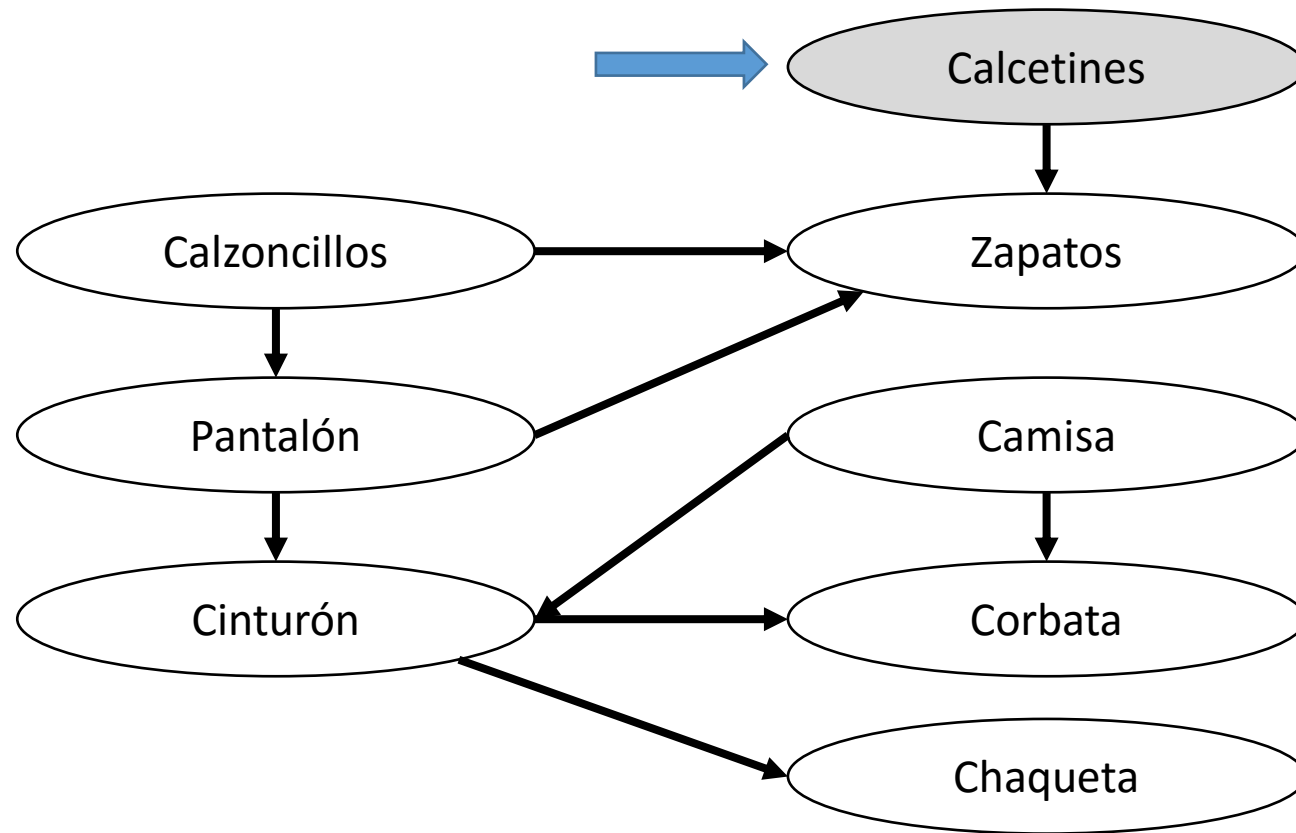 Calcetines
Calzoncillos
Zapatos
Pantalón
Camisa
Cinturón
Corbata
Chaqueta